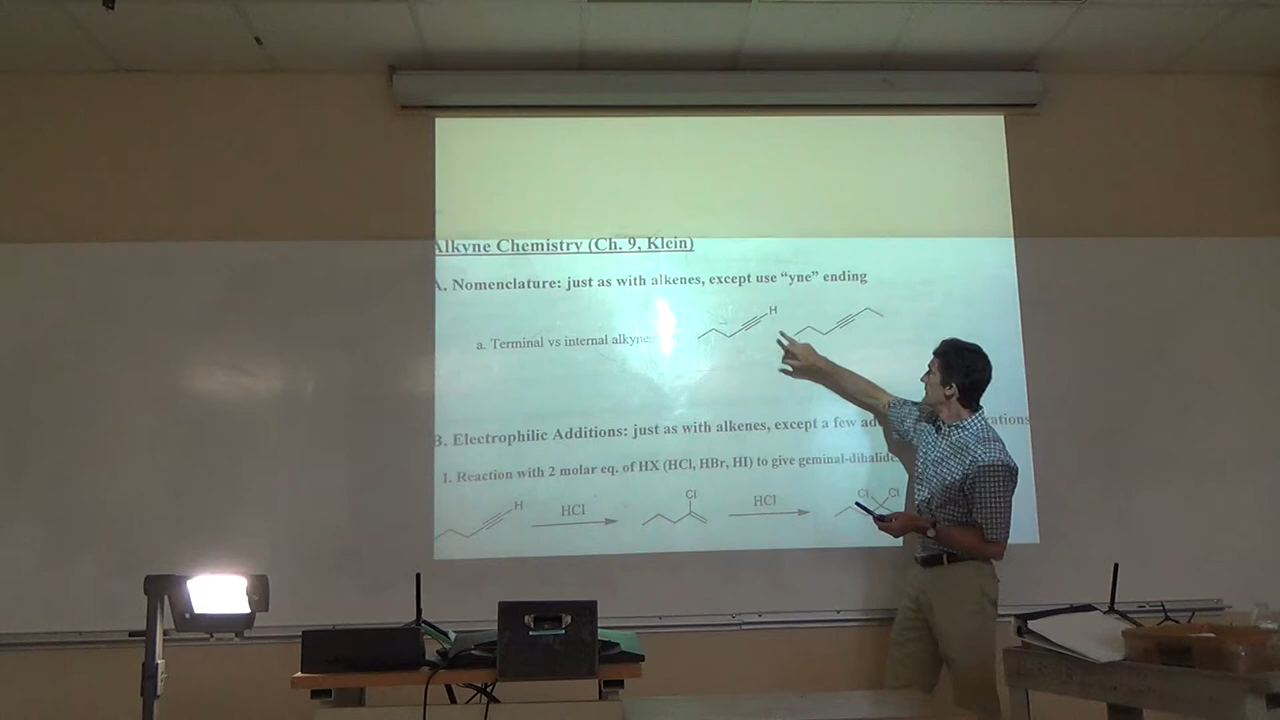 Alkyne Chemistry (Ch. 9, Klein)
A. Nomenclature: just as with alkenes, except use “yne” ending
a. Terminal vs internal alkyne:
H
B. Electrophilic Additions: just as with alkenes, except a few
1. Reaction with 2 molar eq. of HX (HCl, HBr, HI) to give geminal-dihalide
H HCl Cl HCl Cl Cl